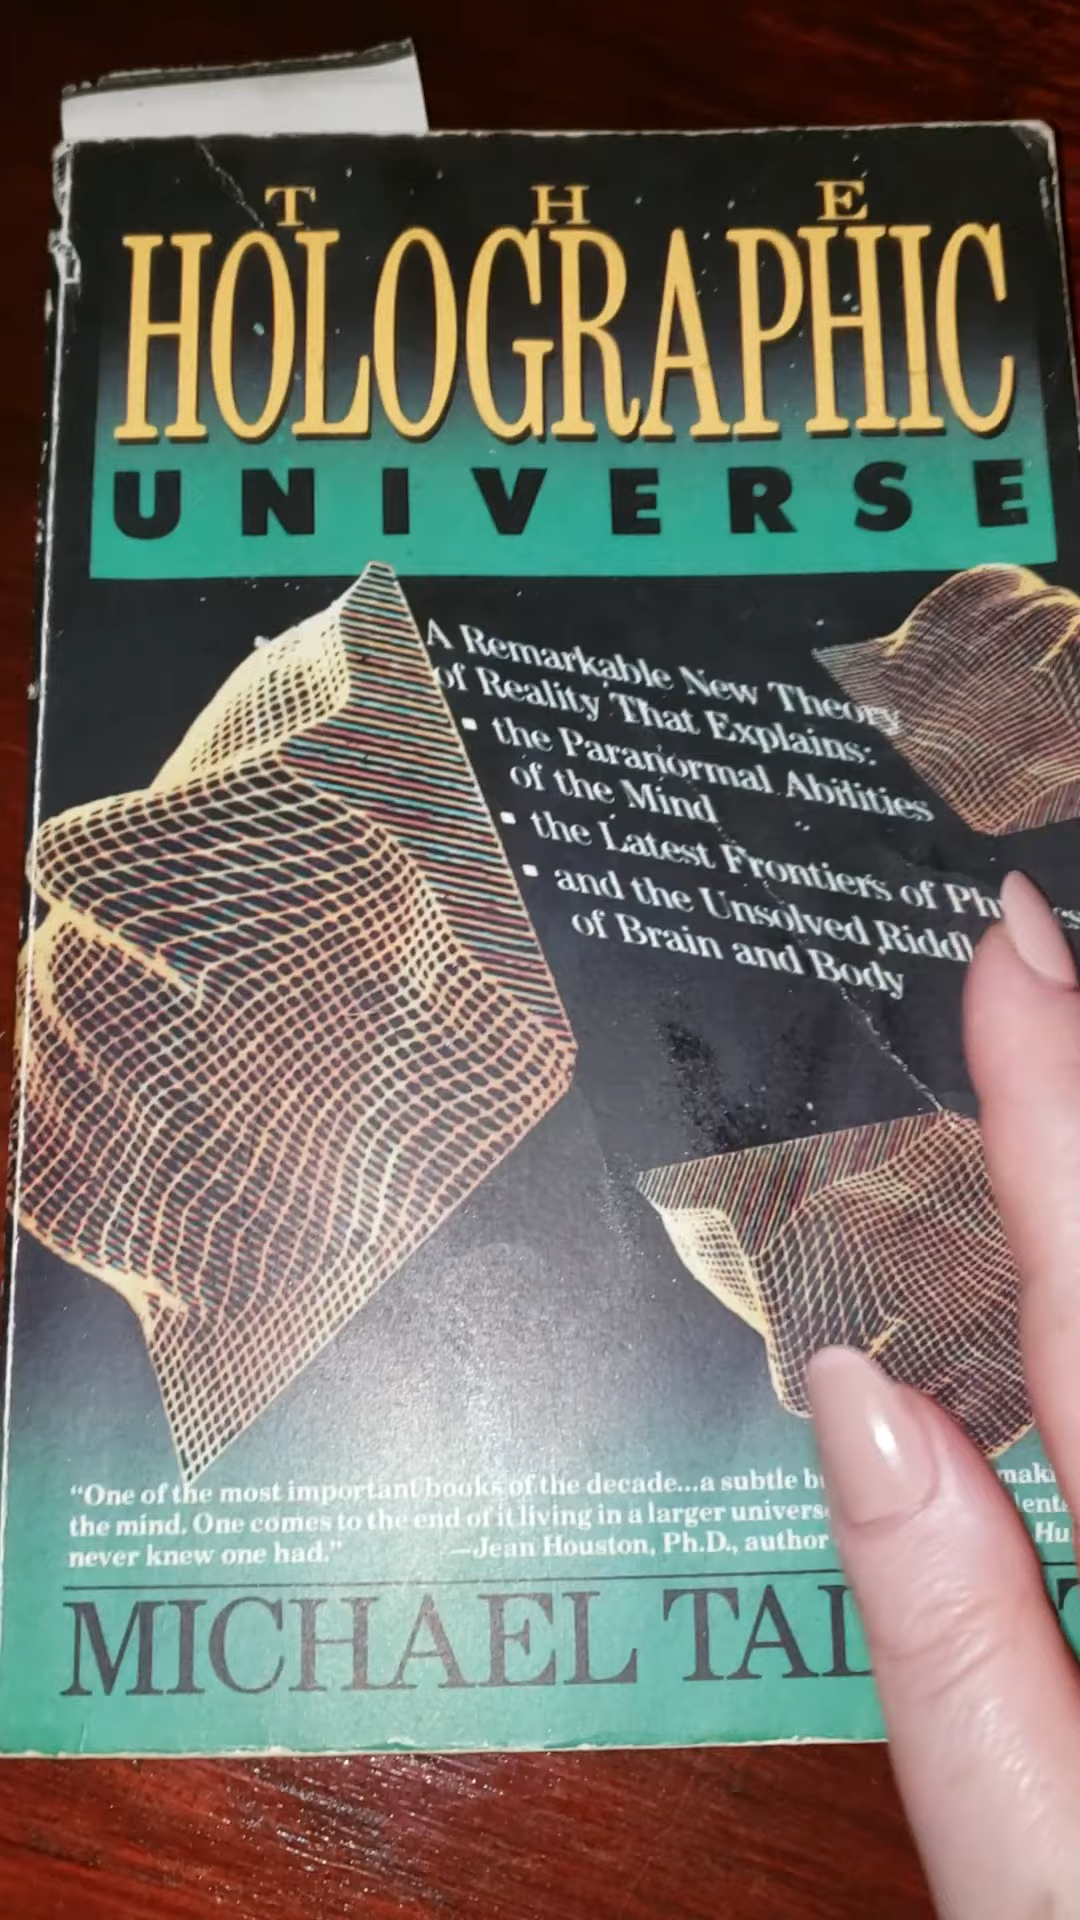 THE
HOLOGRAPHIC
UNIVERSE
A Remarkable New Theory
of Reality That Explains:
▪ the Paranormal Abilities
of the Mind
▪ the Latest Frontiers of
▪ and the Unsolved
of Brain and Body
“One of the most important books of the decade...a subtle
the mind. One comes to the end of it living in a larger
never knew one had.” —Jean Houston, Ph.D., author
MICHAEL